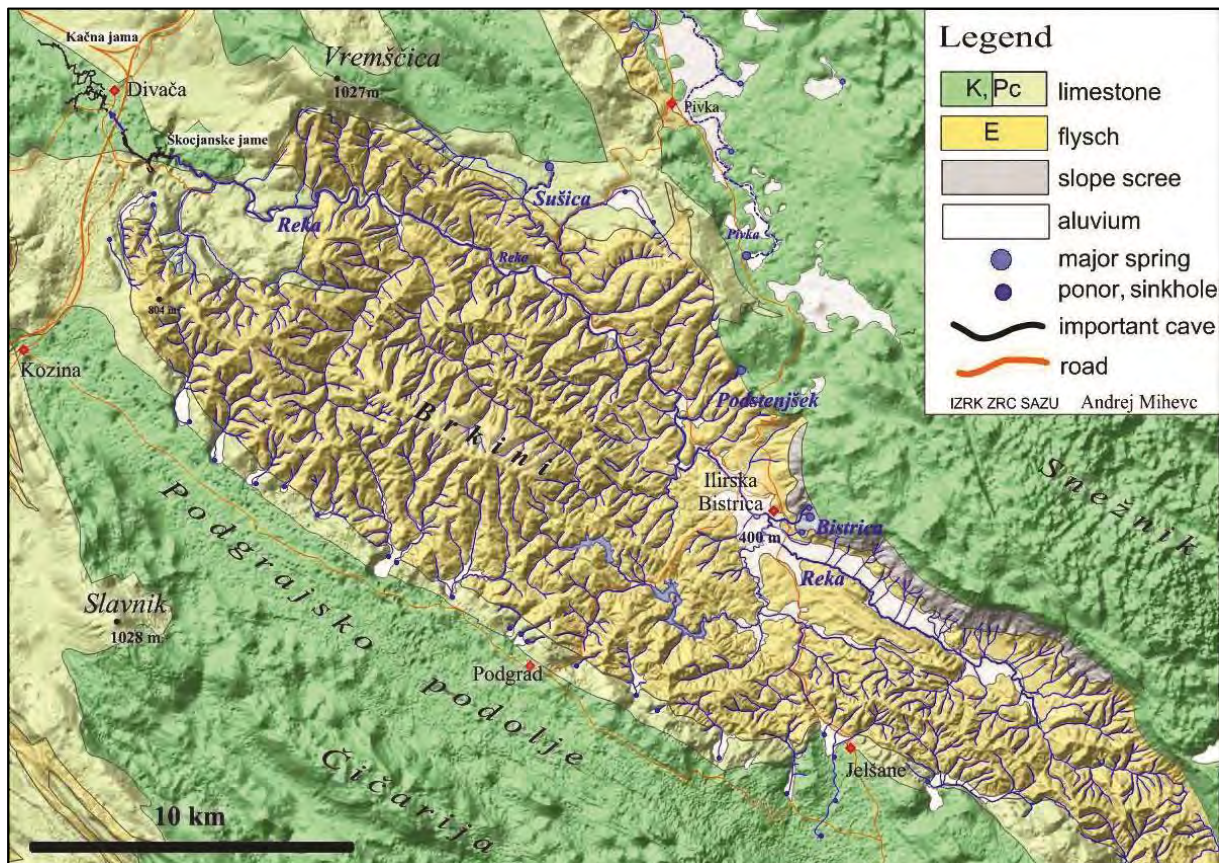 Kačna jama
Divača
Vremščica
1027m
Škocjanske jame
Pivka
Sušica
Reka
Pivka
Reka
804 m
Kozina
Podstenjšek
Brkini
Ilirska
Bistrica
Bistrica
400 m
Snežnik
Reka
Podgrajsko podolje
Slavnik
1028 m
Podgrad
Jelšane
Čičarija
10 km
Legend
K, Pc limestone
E flysch
slope scree
aluvium
major spring
ponor, sinkhole
important cave
road
IZRK ZRC SAZU Andrej Mihevc